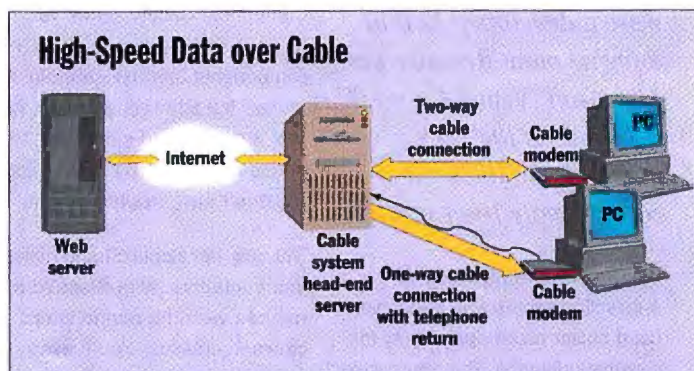 High-Speed Data over Cable
Web
server
Internet
Cable
system
head-end
server
Two-way
cable
connection
Cable
modem
PC
One-way cable
connection
with telephone
return
Cable
modem
PC